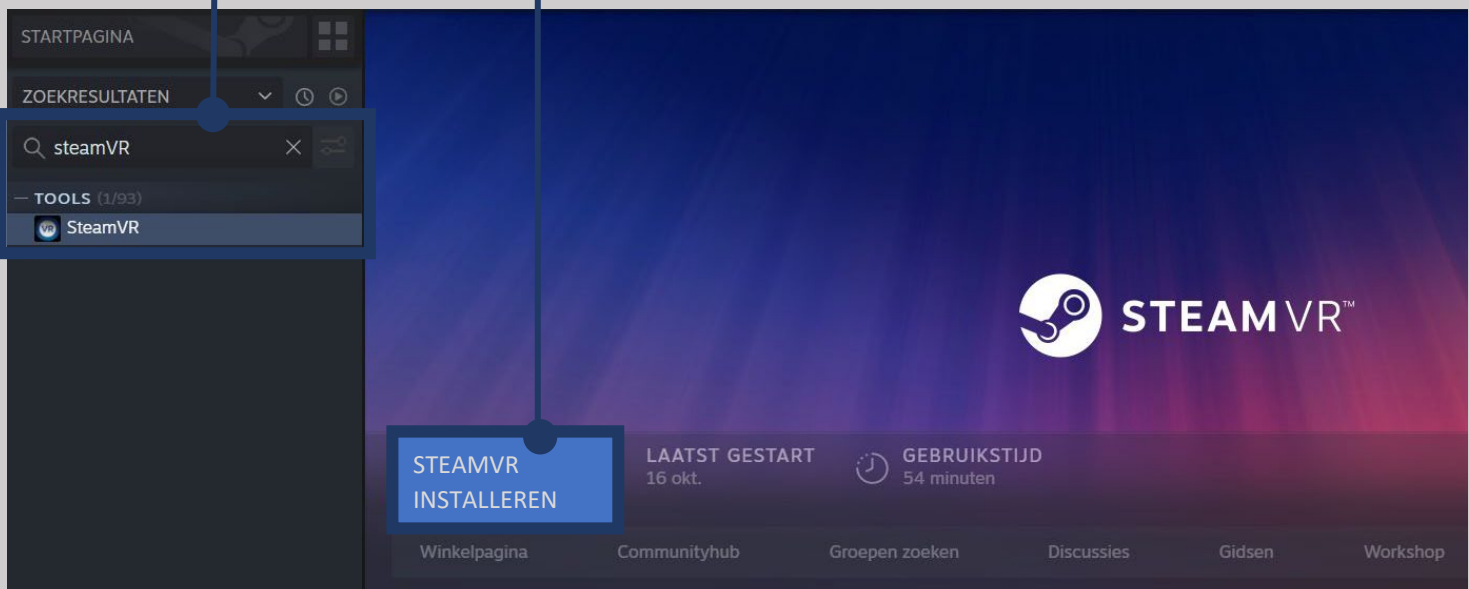 STARTPAGINA
ZOEKRESULTATEN
steamVR
TOOLS (1/93)
VR SteamVR
STEAMVR™
STEAMVR
INSTALLEREN
LAATST GESTART
16 okt.
GEBRUIKSTIJD
54 minuten
Winkelpagina Communityhub Groepen zoeken Discussies Gidsen Workshop